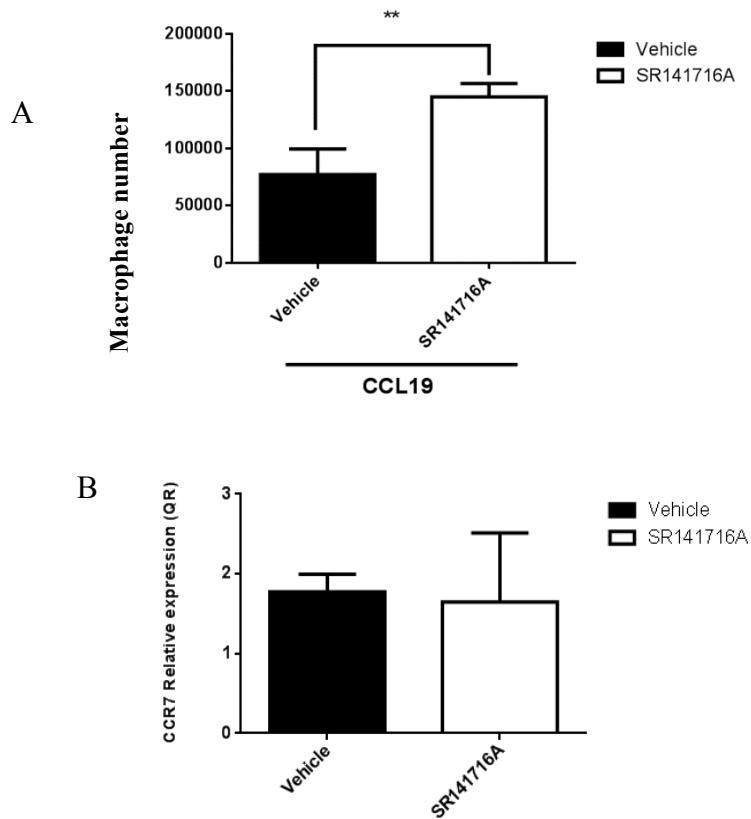 A
Macrophage number
200000
150000
100000
50000
0
**
Vehicle
SR141716A
Vehicle
SR141716A
CCL19
B
CCR7 Relative expression (QR)
3
2
1
0
Vehicle
SR141716A
Vehicle
SR141716A